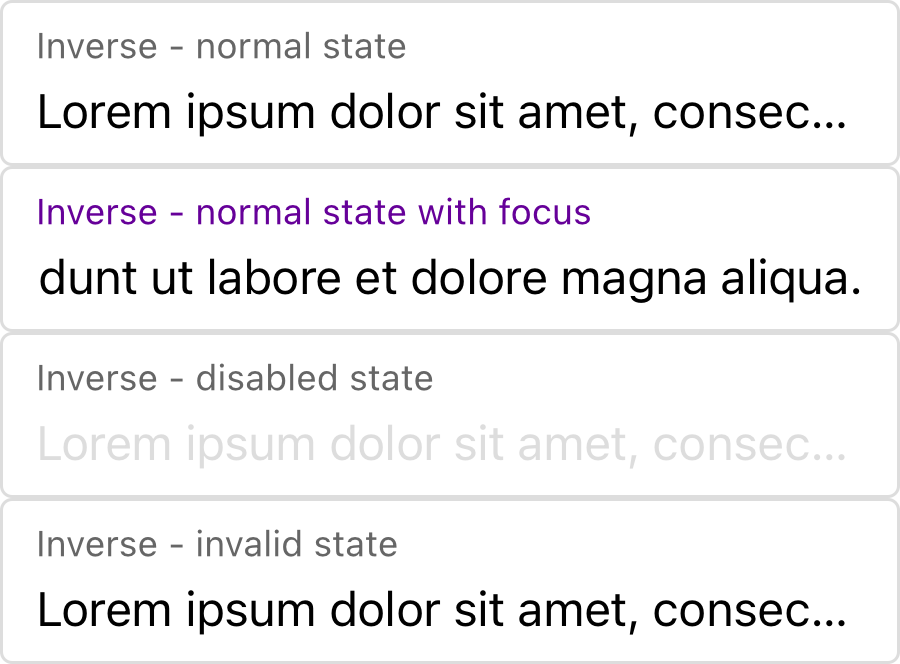 Inverse - normal state
Lorem ipsum dolor sit amet, consec...
Inverse - normal state with focus
dunt ut labore et dolore magna aliqua.
Inverse - disabled state
Lorem ipsum dolor sit amet, consec...
Inverse - invalid state
Lorem ipsum dolor sit amet, consec...